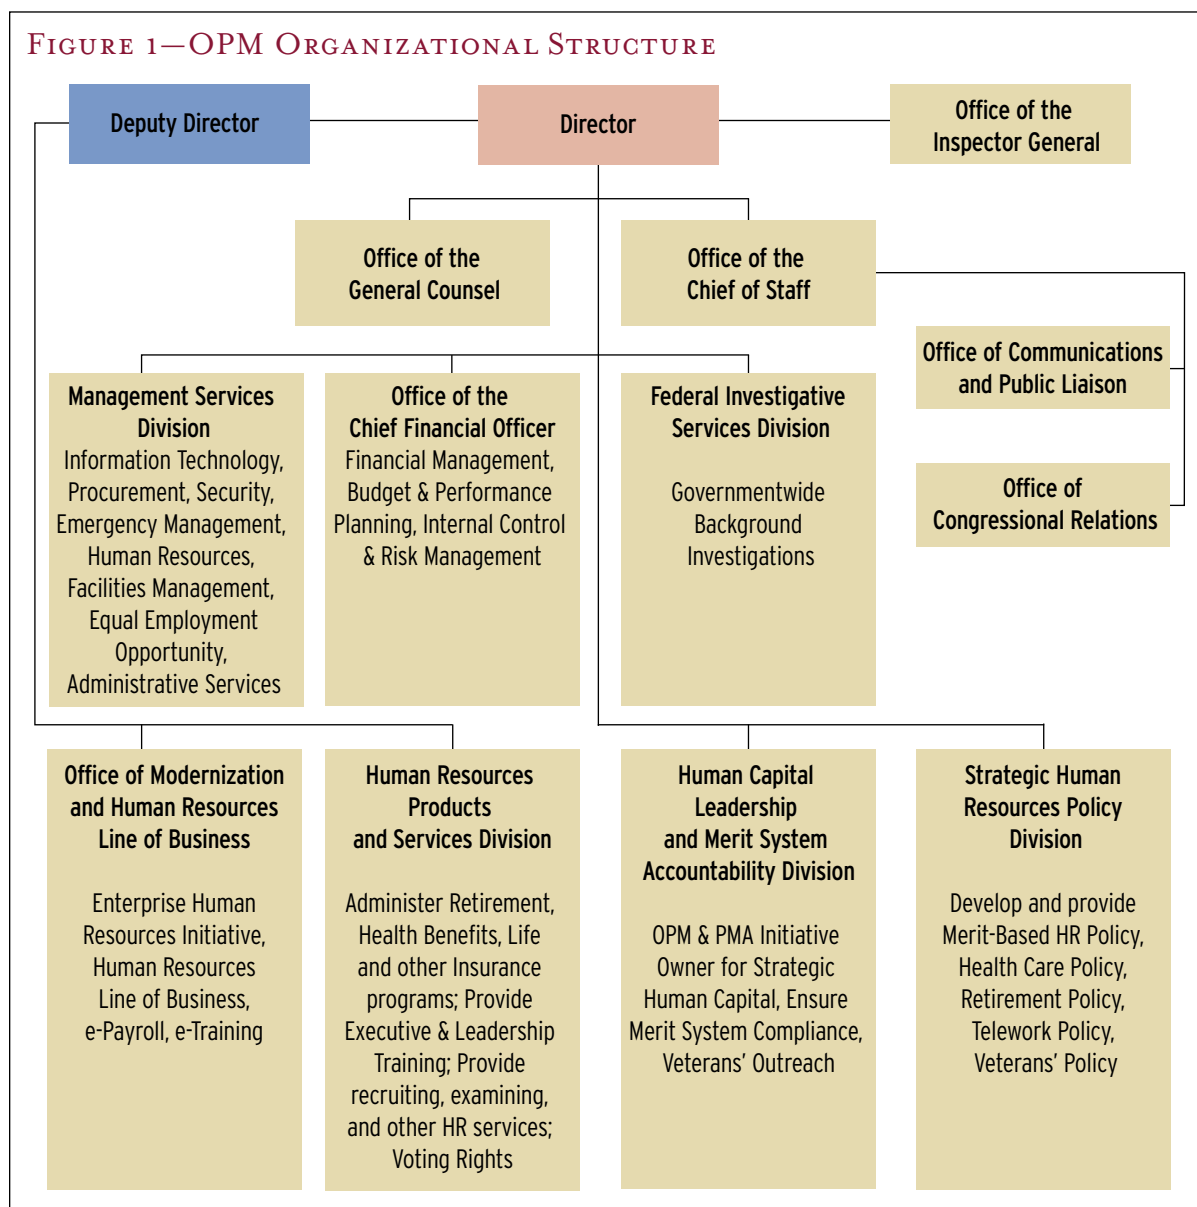 FIGURE 1—OPM ORGANIZATIONAL STRUCTURE
Deputy Director
Director
Office of the
Inspector General
Office of the
General Counsel
Office of the
Chief of Staff
Office of Communications
and Public Liaison
Office of
Congressional Relations
Management Services
Division
Information Technology,
Procurement, Security,
Emergency Management,
Human Resources,
Facilities Management,
Equal Employment
Opportunity,
Administrative Services
Office of the
Chief Financial Officer
Financial Management,
Budget & Performance
Planning, Internal Control
& Risk Management
Federal Investigative
Services Division
Governmentwide
Background
Investigations
Office of Modernization
and Human Resources
Line of Business
Enterprise Human
Resources Initiative,
Human Resources
Line of Business,
e-Payroll, e-Training
Human Resources
Products
and Services Division
Administer Retirement,
Health Benefits, Life
and other Insurance
programs; Provide
Executive & Leadership
Training; Provide
recruiting, examining,
and other HR services;
Voting Rights
Human Capital
Leadership
and Merit System
Accountability Division
OPM & PMA Initiative
Owner for Strategic
Human Capital, Ensure
Merit System Compliance,
Veterans’ Outreach
Strategic Human
Resources Policy
Division
Develop and provide
Merit-Based HR Policy,
Health Care Policy,
Retirement Policy,
Telework Policy,
Veterans’ Policy